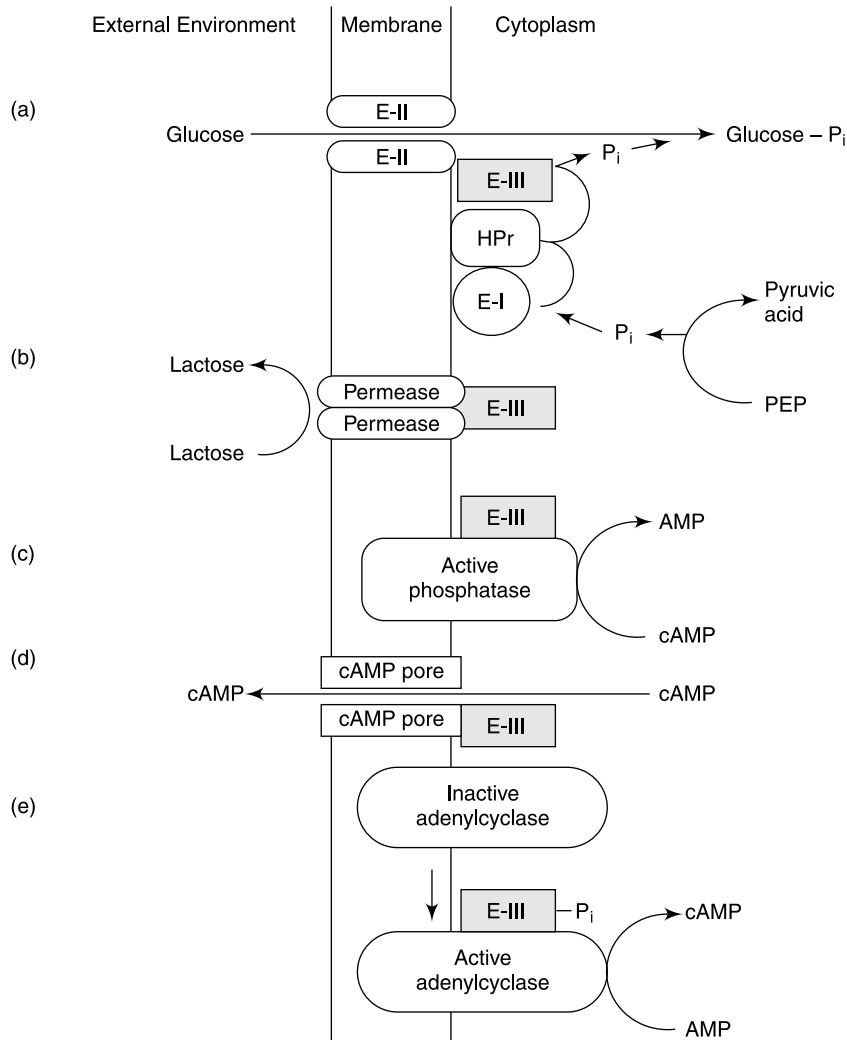 External Environment Membrane Cytoplasm
(a)
E-II
Glucose Glucose – Pi
E-II Pi
E-III
HPr
E-I
Pyruvic
acid
Pi
(b)
Lactose
Permease E-III PEP
Permease
Lactose
E-III AMP
(c)
Active
phosphatase
cAMP
(d)
cAMP pore
cAMP cAMP
cAMP pore E-III
(e)
Inactive
adenylcyclase
E-III Pi cAMP
Active
adenylcyclase
AMP